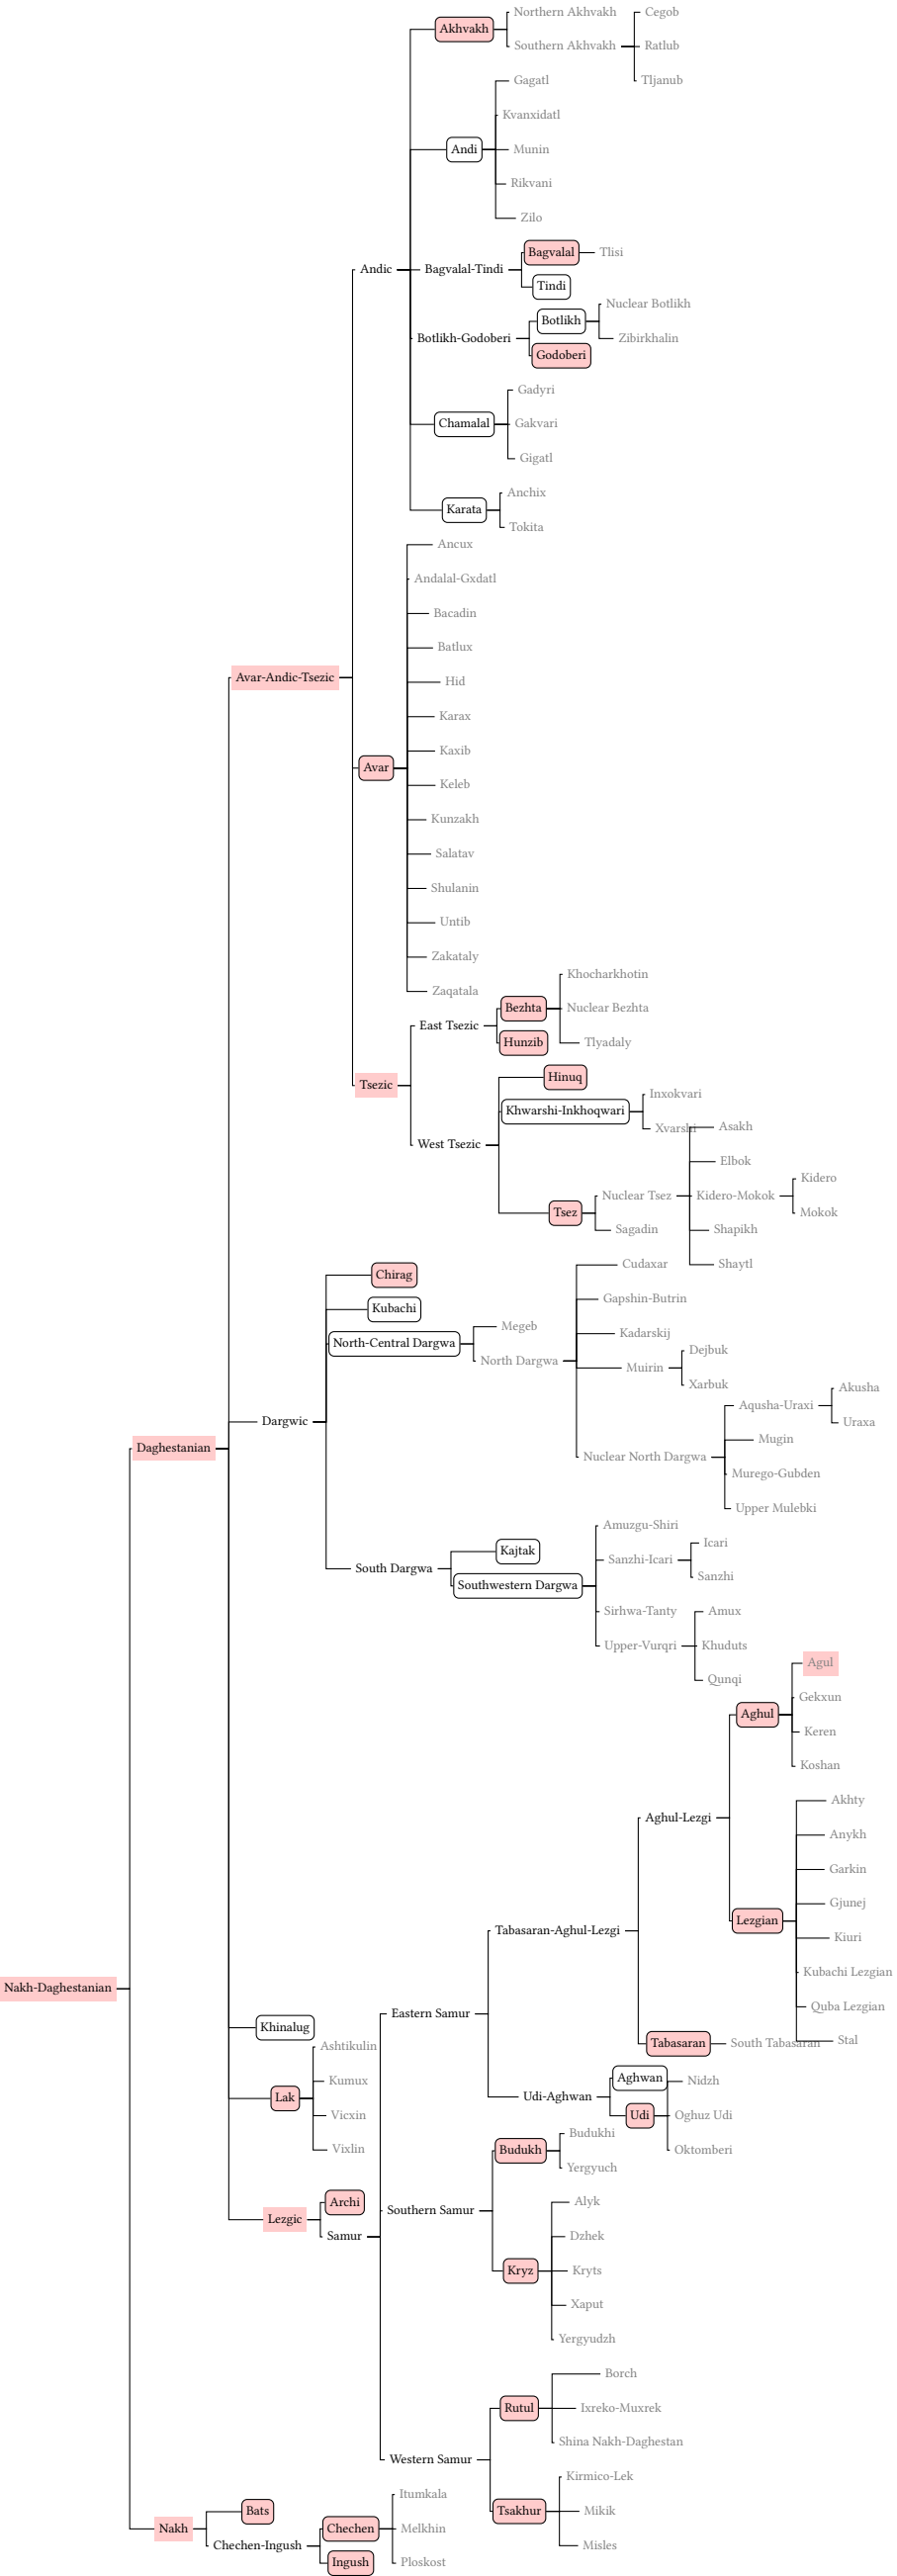 Northern Akhvakh
Cegob
Akhvakh
Southern Akhvakh
Ratlub
Tljanub
Gagatl
Kvanxidatl
Andi
Munin
Rikvani
Zilo
Bagvalal
Tlisi
Andic
Bagvalal-Tindi
Tindi
Nuclear Botlikh
Botlikh
Botlikh-Godoberi
Zibirkhalin
Godoberi
Gadyri
Chamalal
Gakvari
Gigatl
Anchix
Karata
Tokita
Ancux
Andalal-Gxdatl
Bacadin
Batlux
Avar-Andic-Tsezic
Hid
Karax
Kaxib
Avar
Keleb
Kunzakh
Salatav
Shulanin
Untib
Zakataly
Khocharkhotin
Zaqatala
Bezhta
Nuclear Bezhta
East Tsezic
Hunzib
Tlyadaly
Hinuq
Tsezic
Inxokvari
Khwarshi-Inkhoqwari
Xvarshi
Asakh
West Tsezic
Elbok
Kidero
Nuclear Tsez
Kidero-Mokok
Tsez
Mokok
Sagadin
Shapikh
Cudaxar
Shaytl
Chirag
Gapshin-Butrin
Kubachi
Megeb
Kadarskij
North-Central Dargwa
Dejbuk
North Dargwa
Muirin
Xarbuk
Akusha
Aqusha-Uraxi
Dargwic
Uraxa
Mugin
Daghestanian
Nuclear North Dargwa
Murego-Gubden
Upper Mulebki
Amuzgu-Shiri
Icari
Kajtak
Sanzhi-Icari
South Dargwa
Sanzhi
Southwestern Dargwa
Sirhwa-Tanty
Amux
Upper-Vurqri
Khuduts
Agul
Qunqi
Gekxun
Aghul
Keren
Koshan
Akhty
Aghul-Lezgi
Anykh
Garkin
Gjunej
Lezgian
Tabasaran-Aghul-Lezgi
Kiuri
Kubachi Lezgian
Nakh-Daghestanian
Quba Lezgian
Eastern Samur
Khinalug
Stal
Tabasaran
South Tabasaran
Ashtikulin
Aghwan
Kumux
Nidzh
Lak
Udi-Aghwan
Vicxin
Udi
Oghuz Udi
Budukhi
Vixlin
Budukh
Oktomberi
Yergyuch
Archi
Alyk
Southern Samur
Lezgic
Samur
Dzhek
Kryz
Kryts
Xaput
Yergyudzh
Borch
Rutul
Ixreko-Muxrek
Shina Nakh-Daghestan
Western Samur
Kirmico-Lek
Itumkala
Bats
Tsakhur
Mikik
Nakh
Chechen
Melkhin
Chechen-Ingush
Misles
Ingush
Ploskost